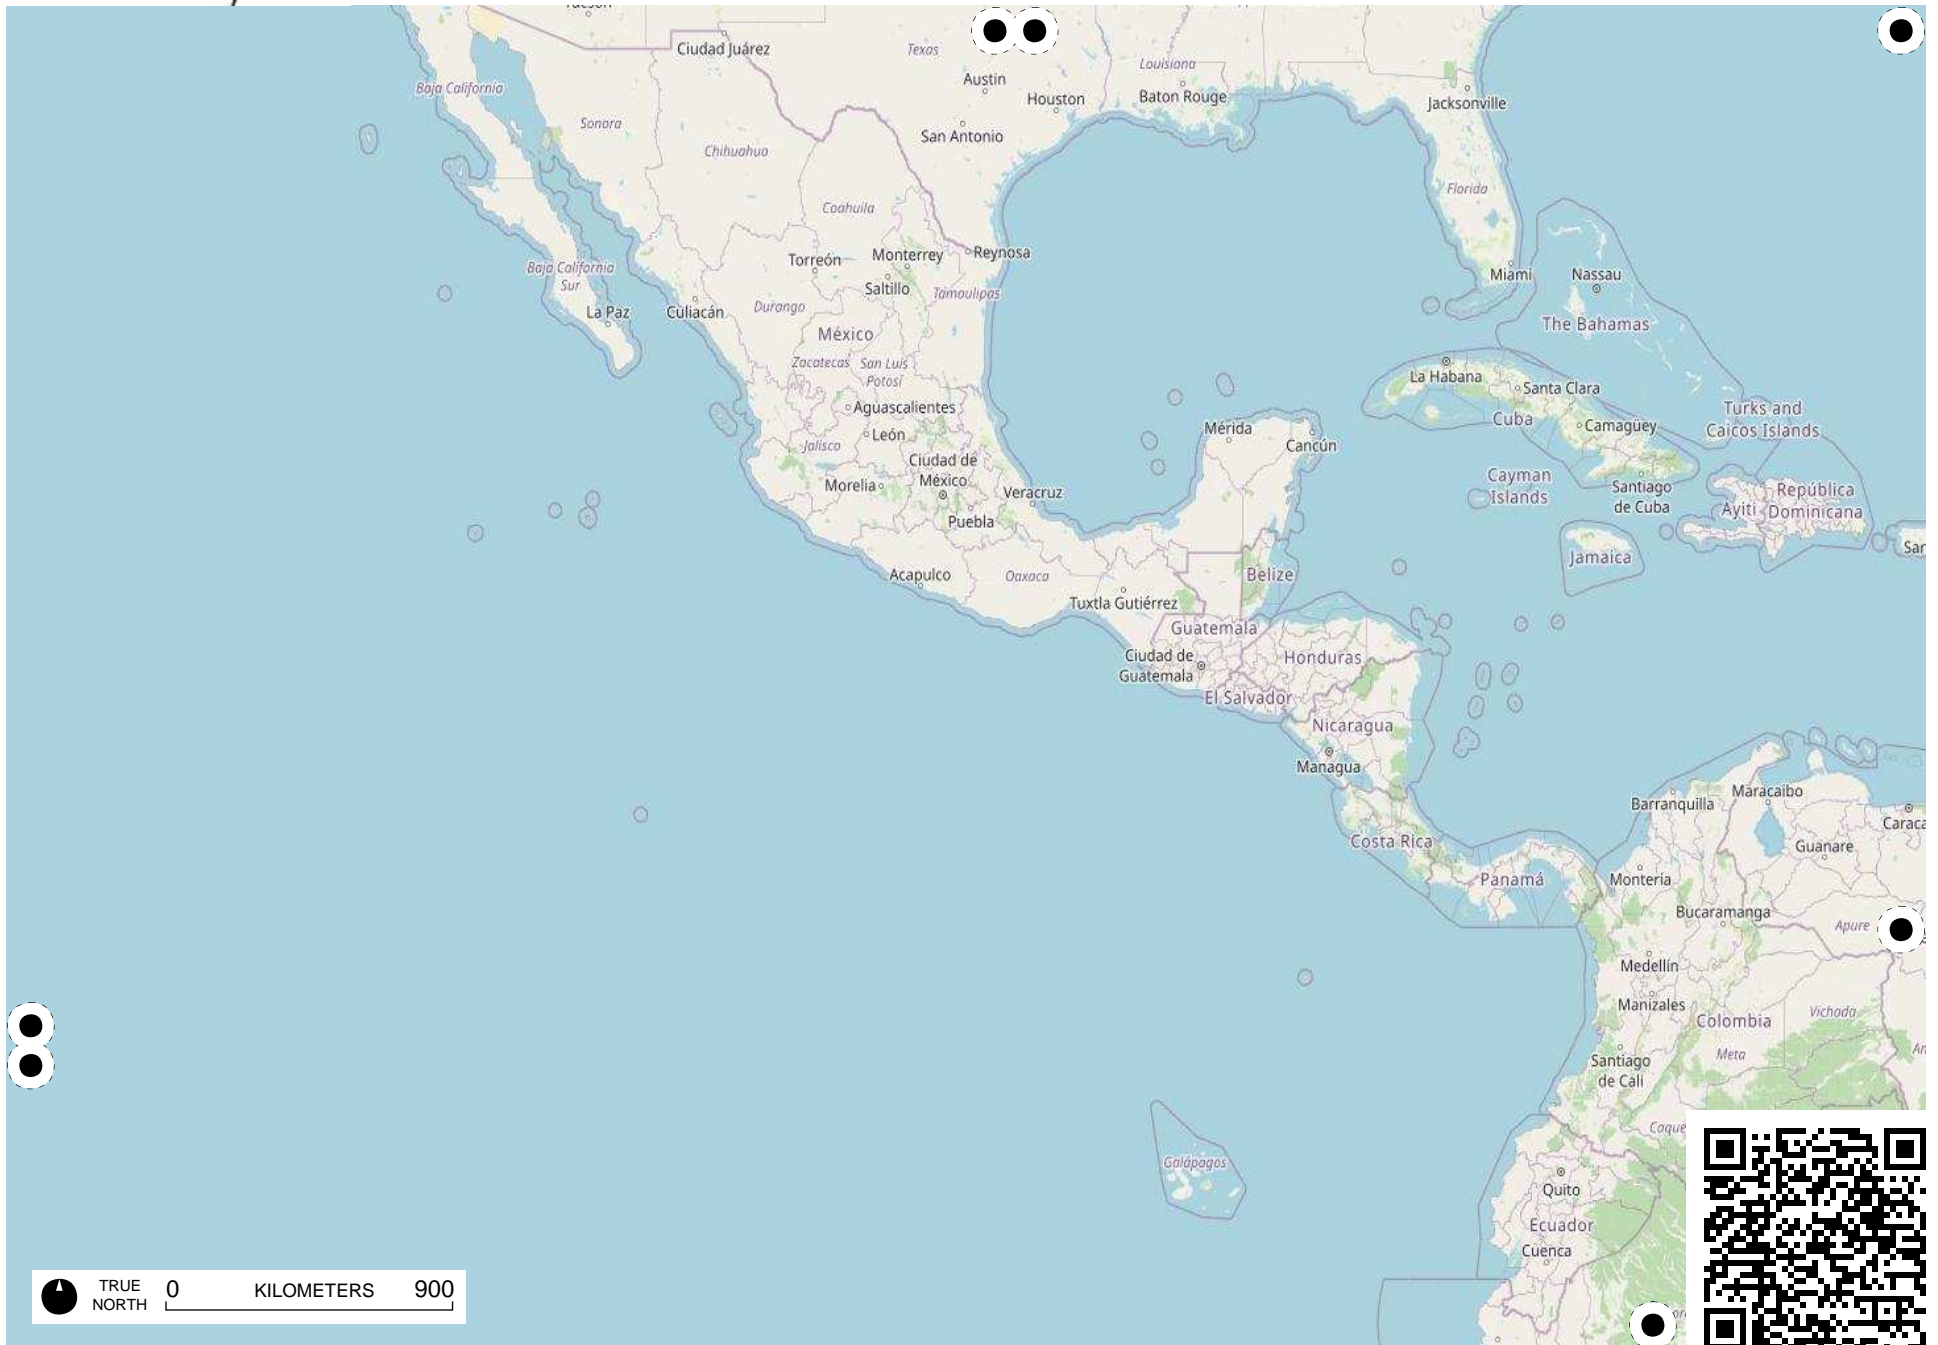 Ciudad Juárez
Texas
Louisiana
Austin
Baja California
Houston
Baton Rouge
Jacksonville
Sonora
San Antonio
Chihuahua
Florida
Coahuila
Torreón
Monterrey
Reynosa
Baja California
Sur
Miami
Nassau
Saltillo
Tamaulipas
Durango
La Paz
Culiacán
The Bahamas
México
Zacatecas
San Luis
Potosí
La Habana
Santa Clara
Aguascalientes
Turks and
Caicos Islands
Cuba
Camagüey
Mérida
León
Jalisco
Cancún
Ciudad de
México
Morelia
Veracruz
Cayman
Islands
Santiago
de Cuba
República
Dominicana
Ayiti
Puebla
Jamaica
Acapulco
Oaxaca
Belize
Tuxtla Gutiérrez
Guatemala
Ciudad de
Guatemala
Honduras
El Salvador
Nicaragua
Managua
Barranquilla
Maracaibo
Costa Rica
Guanare
Panamá
Montería
Bucaramanga
Apure
Medellín
Manizales
Colombia
Vichada
Santiago
de Cali
Meta
Galápagos
Quito
Ecuador
Cuenca
TRUE
NORTH
0 KILOMETERS 900